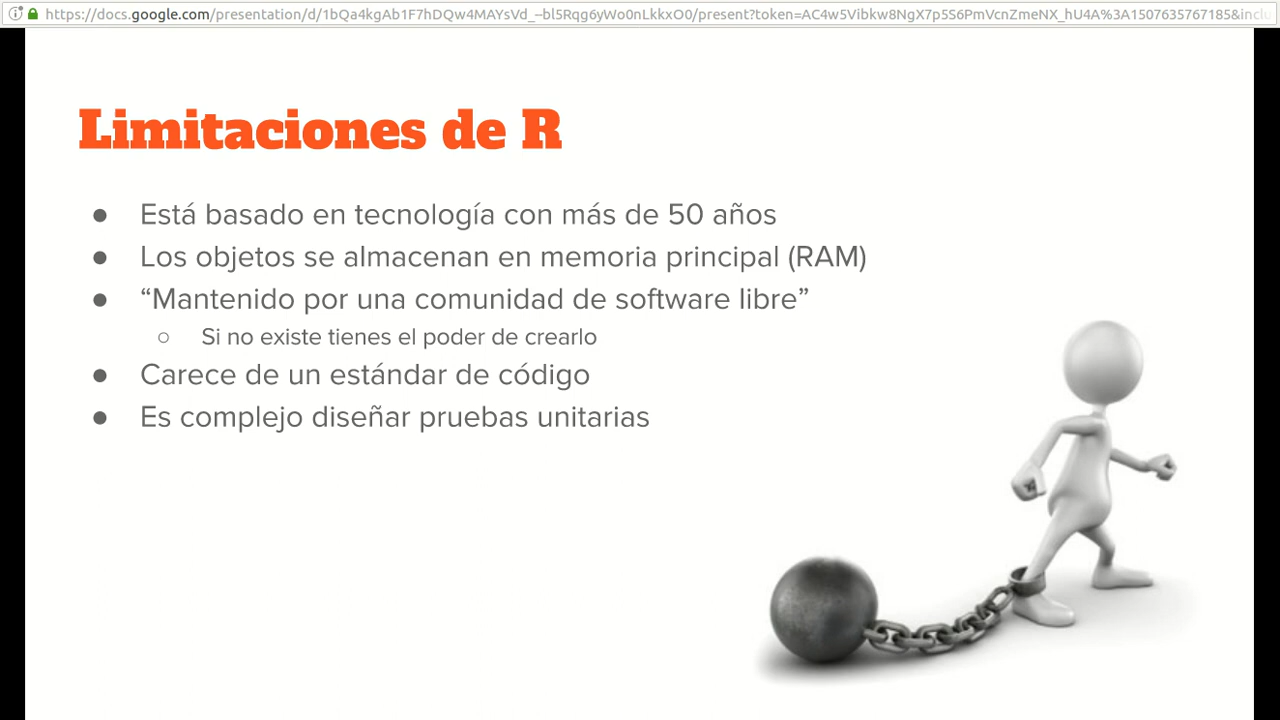 https://docs.google.com/presentation/d/1bQa4kgAb1F7hDQw4MAYsVd_--bl5Rqg6yWo0nLkkxO0/present?token=AC4w5Vibkw8NgX7p5S6PmVcnZmeNX_hU4A%3A1507635767185&inclu
Limitaciones de R
● Está basado en tecnología con más de 50 años
● Los objetos se almacenan en memoria principal (RAM)
● “Mantenido por una comunidad de software libre”
○ Si no existe tienes el poder de crearlo
● Carece de un estándar de código
● Es complejo diseñar pruebas unitarias